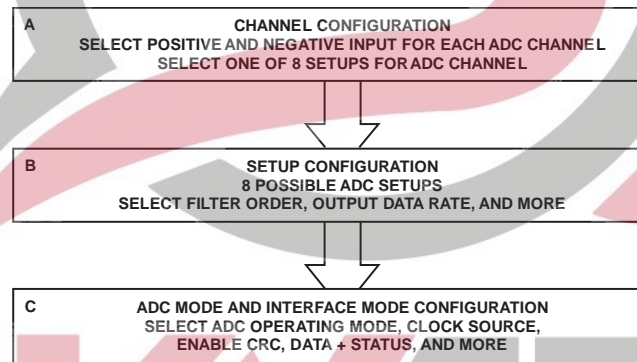 A
CHANNEL CONFIGURATION
SELECT POSITIVE AND NEGATIVE INPUT FOR EACH ADC CHANNEL
SELECT ONE OF 8 SETUPS FOR ADC CHANNEL
B
SETUP CONFIGURATION
8 POSSIBLE ADC SETUPS
SELECT FILTER ORDER, OUTPUT DATA RATE, AND MORE
C
ADC MODE AND INTERFACE MODE CONFIGURATION
SELECT ADC OPERATING MODE, CLOCK SOURCE,
ENABLE CRC, DATA + STATUS, AND MORE